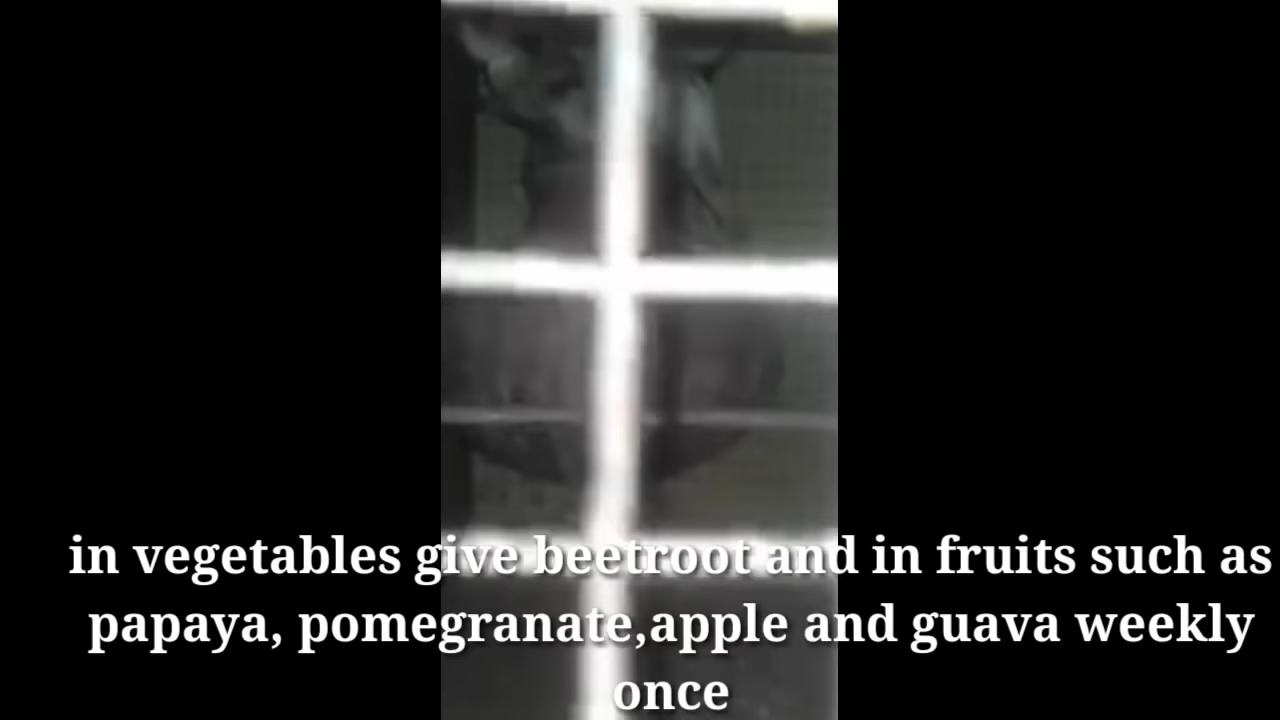 in vegetables give beetroot and in fruits such as
papaya, pomegranate,apple and guava weekly
once